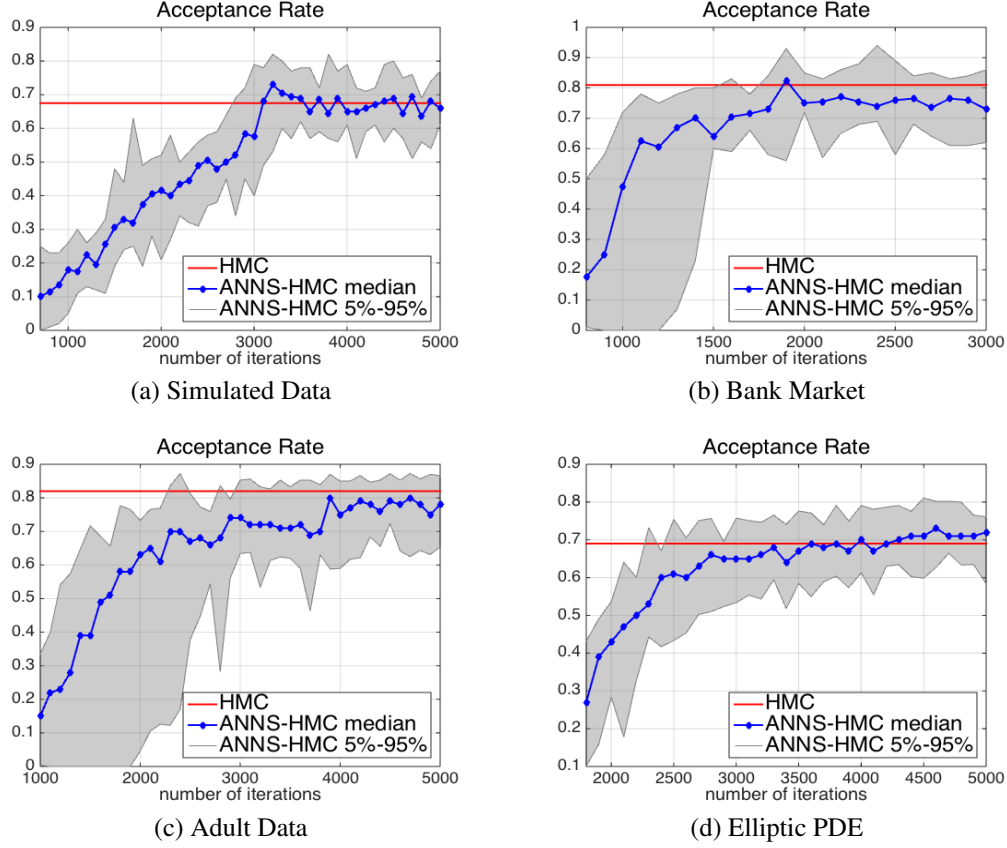 Acceptance Rate
0.9
0.8
0.7
0.6
0.5
0.4
0.3
0.2
0.1
0
HMC
ANNS-HMC median
ANNS-HMC 5%-95%
1000 2000 3000 4000 5000
number of iterations
(a) Simulated Data
Acceptance Rate
1
0.9
0.8
0.7
0.6
0.5
0.4
0.3
0.2
0.1
0
HMC
ANNS-HMC median
ANNS-HMC 5%-95%
1000 1500 2000 2500 3000
number of iterations
(b) Bank Market
Acceptance Rate
0.9
0.8
0.7
0.6
0.5
0.4
0.3
0.2
0.1
0
HMC
ANNS-HMC median
ANNS-HMC 5%-95%
1000 2000 3000 4000 5000
number of iterations
(c) Adult Data
Acceptance Rate
0.9
0.8
0.7
0.6
0.5
0.4
0.3
0.2
0.1
HMC
ANNS-HMC median
ANNS-HMC 5%-95%
2000 2500 3000 3500 4000 4500 5000
number of iterations
(d) Elliptic PDE